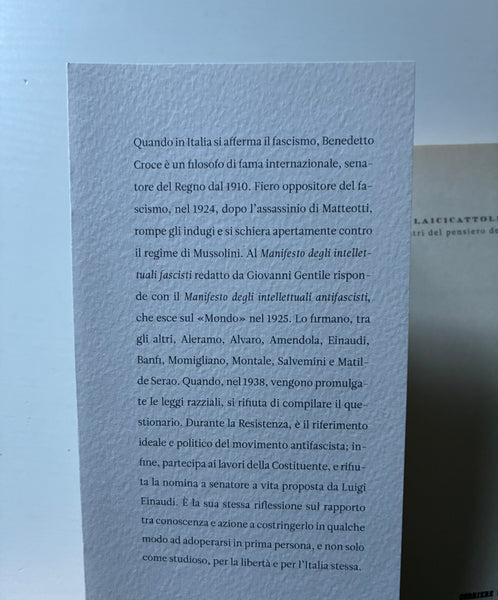 Quando in Italia si afferma il fascismo, Benedetto
Croce è un filosofo di fama internazionale, sena-
tore del Regno dal 1910. Fiero oppositore del fa-
scismo, nel 1924, dopo l'assassinio di Matteotti,
rompe gli indugi e si schiera apertamente contro
il regime di Mussolini. Al Manifesto degli intellet-
tuali fascisti redatto da Giovanni Gentile rispon-
de con il Manifesto degli intellettuali antifascisti,
che esce sul «Mondo» nel 1925. Lo firmano, tra
gli altri, Aleramo, Alvaro, Amendola, Einaudi,
Banfi, Momigliano, Montale, Salvemini e Matil-
de Serao. Quando, nel 1938, vengono promulga-
te le leggi razziali, si rifiuta di compilare il que-
stionario. Durante la Resistenza, è il riferimento
ideale e politico del movimento antifascista; in-
fine, partecipa ai lavori della Costituente, e rifiu-
ta la nomina a senatore a vita proposta da Luigi
Einaudi. È la sua stessa riflessione sul rapporto
tra conoscenza e azione a costringerlo in qualche
modo ad adoperarsi in prima persona, e non solo
come studioso, per la libertà e per l'Italia stessa.
LAICICATTOL
tri del pensiero de
CORRIERE